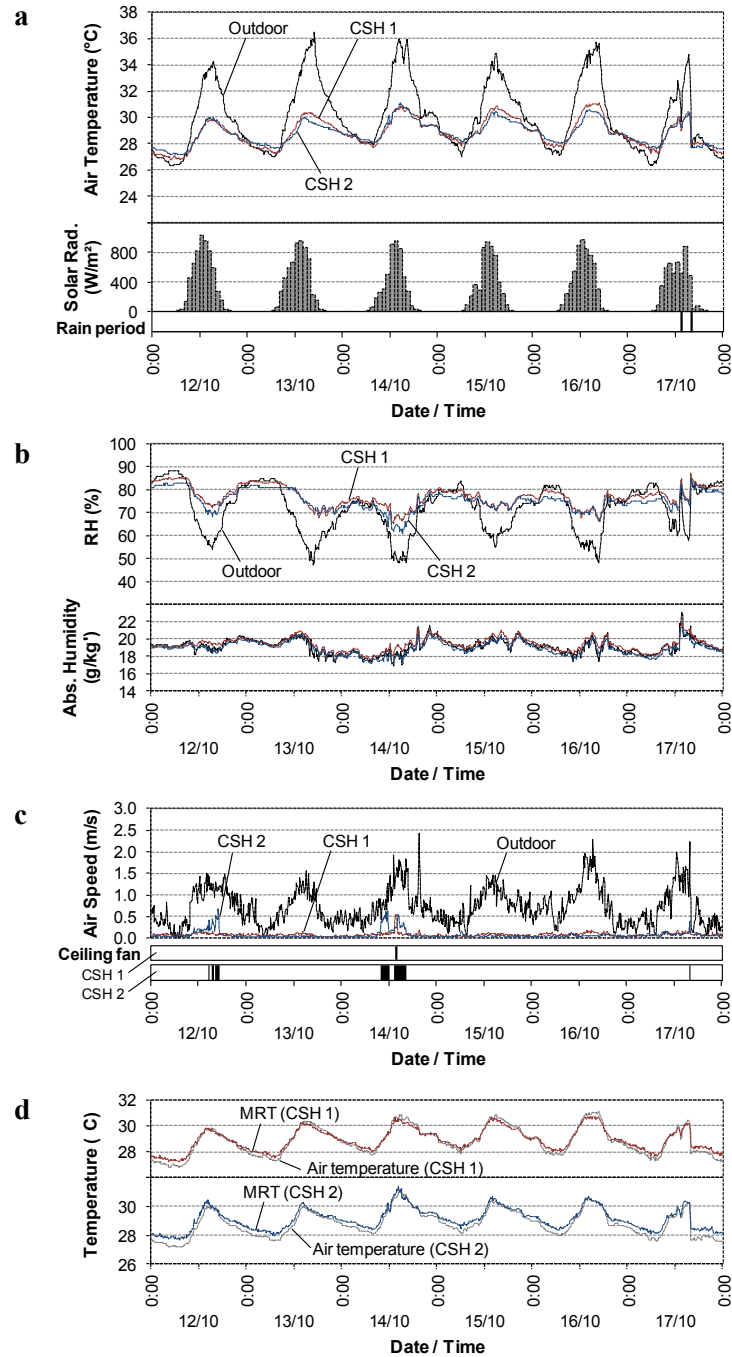 a
Outdoor
CSH 1
38
36
34
32
30
28
26
24
Air Temperature (°C)
CSH 2
800
400
0
Solar Rad.
(W/m²)
Rain period
0:00
12/10
0:00
13/10
0:00
14/10
0:00
15/10
0:00
16/10
0:00
17/10
0:00
Date / Time
b
100
90
80
70
60
50
40
RH (%)
CSH 1
Outdoor
CSH 2
22
20
18
16
14
Abs. Humidity
(g/kg')
0:00
12/10
0:00
13/10
0:00
14/10
0:00
15/10
0:00
16/10
0:00
17/10
0:00
Date / Time
c
3.0
2.5
2.0
1.5
1.0
0.5
0.0
Air Speed (m/s)
CSH 2
CSH 1
Outdoor
Ceiling fan
CSH 1
CSH 2
0:00
12/10
0:00
13/10
0:00
14/10
0:00
15/10
0:00
16/10
0:00
17/10
0:00
Date / Time
d
32
30
28
Temperature ( C)
MRT (CSH 1)
Air temperature (CSH 1)
30
28
26
MRT (CSH 2)
Air temperature (CSH 2)
0:00
12/10
0:00
13/10
0:00
14/10
0:00
15/10
0:00
16/10
0:00
17/10
0:00
Date / Time